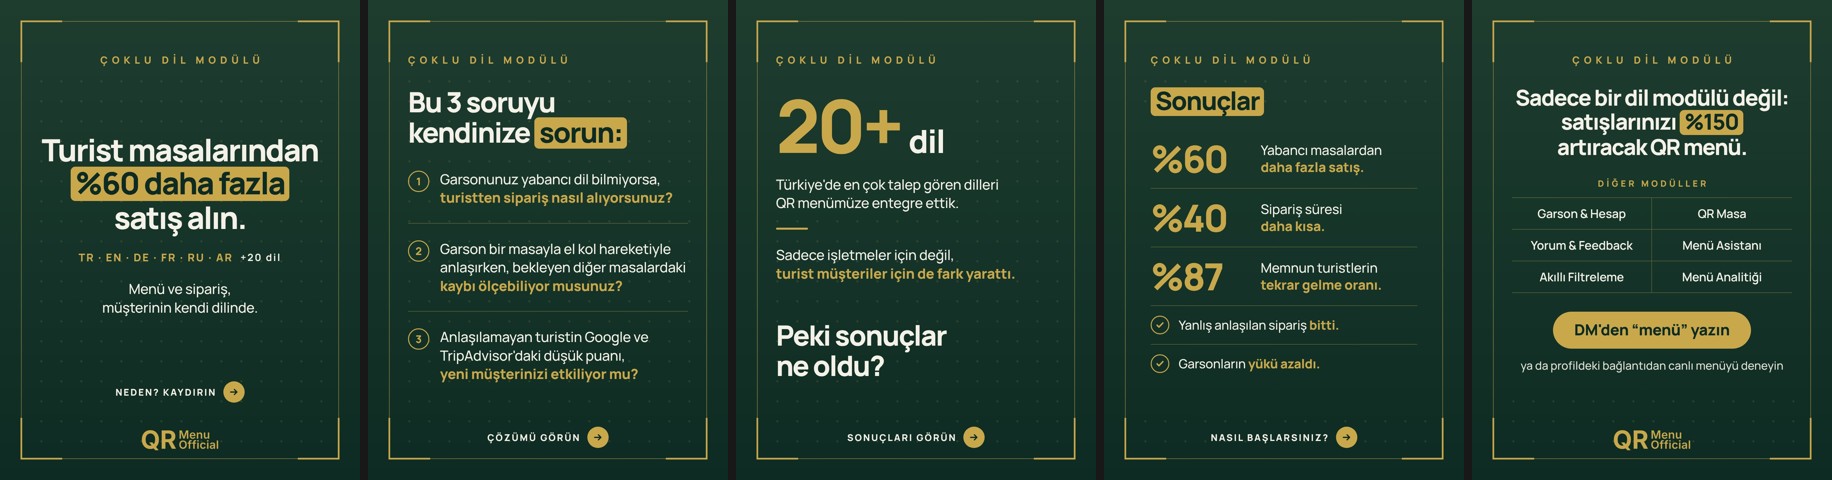 ÇOKLU DİL MODÜLÜ
Turist masalarından
%60 daha fazla
satış alın.
TR · EN · DE · FR · RU · AR +20 dil
Menü ve sipariş,
müşterinin kendi dilinde.
NEDEN? KAYDIRIN
QR Menu Official
ÇOKLU DİL MODÜLÜ
Bu 3 soruyu
kendinize sorun:
1 Garsonunuz yabancı dil bilmiyorsa,
turistten sipariş nasıl alıyorsunuz?
2 Garson bir masayla el kol hareketiyle
anlaşırken, bekleyen diğer masalardaki
kaybı ölçebiliyor musunuz?
3 Anlaşılamayan turistin Google ve
TripAdvisor'daki düşük puanı,
yeni müşterinizi etkiliyor mu?
ÇÖZÜMÜ GÖRÜN
ÇOKLU DİL MODÜLÜ
20+ dil
Türkiye'de en çok talep gören dilleri
QR menümüze entegre ettik.
Sadece işletmeler için değil,
turist müşteriler için de fark yarattı.
Peki sonuçlar
ne oldu?
SONUÇLARI GÖRÜN
ÇOKLU DİL MODÜLÜ
Sonuçlar
%60 Yabancı masalardan
daha fazla satış.
%40 Sipariş süresi
daha kısa.
%87 Memnun turistlerin
tekrar gelme oranı.
Yanlış anlaşılan sipariş bitti.
Garsonların yükü azaldı.
NASIL BAŞLARSINIZ?
ÇOKLU DİL MODÜLÜ
Sadece bir dil modülü değil:
satışlarınızı %150
artıracak QR menü.
DİĞER MODÜLLER
Garson & Hesap QR Masa
Yorum & Feedback Menü Asistanı
Akıllı Filtreleme Menü Analitiği
DM'den “menü” yazın
ya da profildeki bağlantıdan canlı menüyü deneyin
QR Menu Official